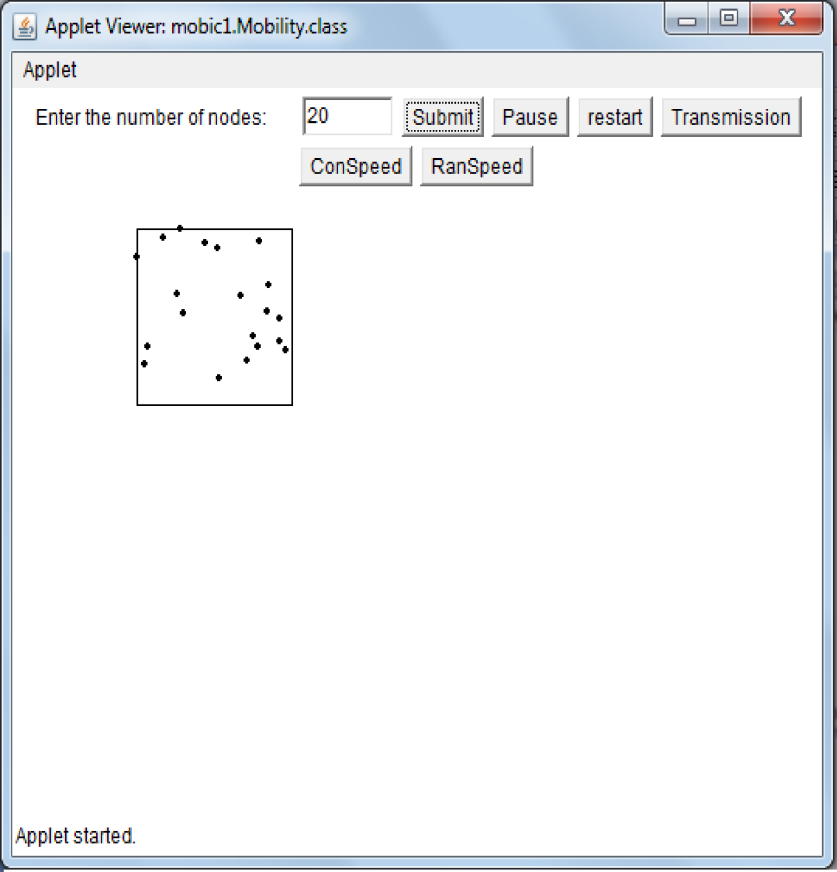 Applet Viewer: mobic1.Mobility.class
Applet
Enter the number of nodes: 20 Submit Pause restart Transmission
ConSpeed RanSpeed
Applet started.